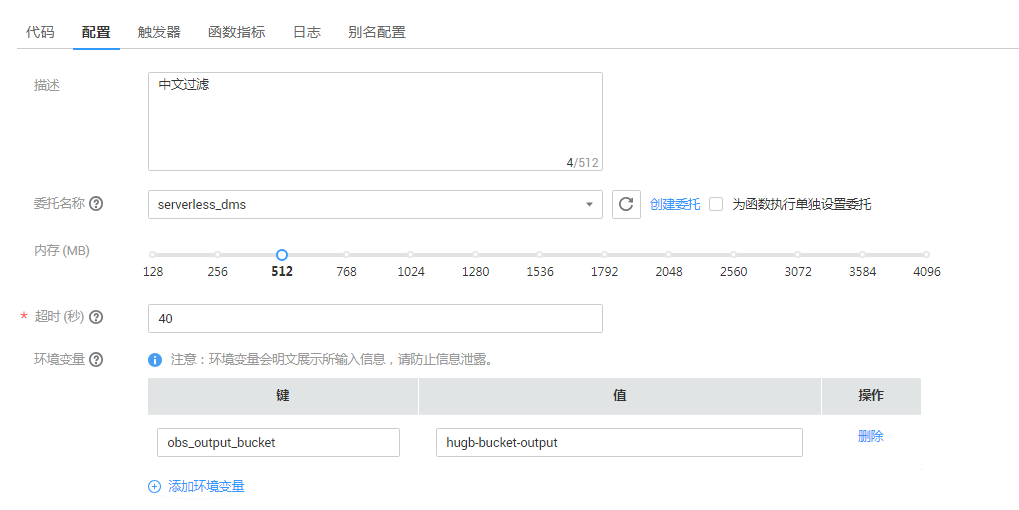 代码 配置 触发器 函数指标 日志 别名配置
描述 中文过滤
4/512
委托名称 serverless_dms 创建委托 为函数执行单独设置委托
内存 (MB)
128 256 512 768 1024 1280 1536 1792 2048 2560 3072 3584 4096
* 超时 (秒) 40
环境变量 注意：环境变量会明文展示所输入信息，请防止信息泄露。
键 值 操作
obs_output_bucket hugb-bucket-output 删除
添加环境变量